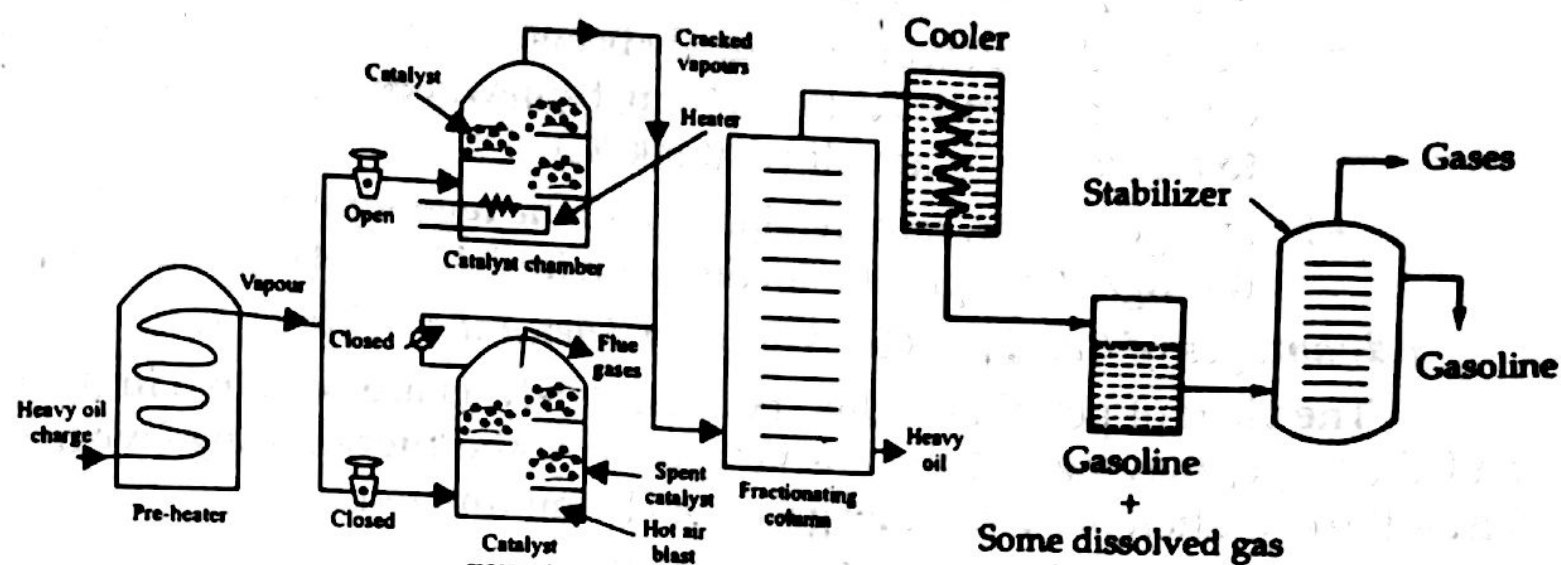 Cooler
Cracked
vapours
Catalyst
Heater
Gases
Stabilizer
Open
Catalyst chamber
Vapour
Closed
Flue
gases
Gasoline
Heavy oil
charge
Heavy
oil
Spent
catalyst
Gasoline
+
Some dissolved gas
Fractionating
column
Pre-heater
Closed
Hot air
blast
Catalyst